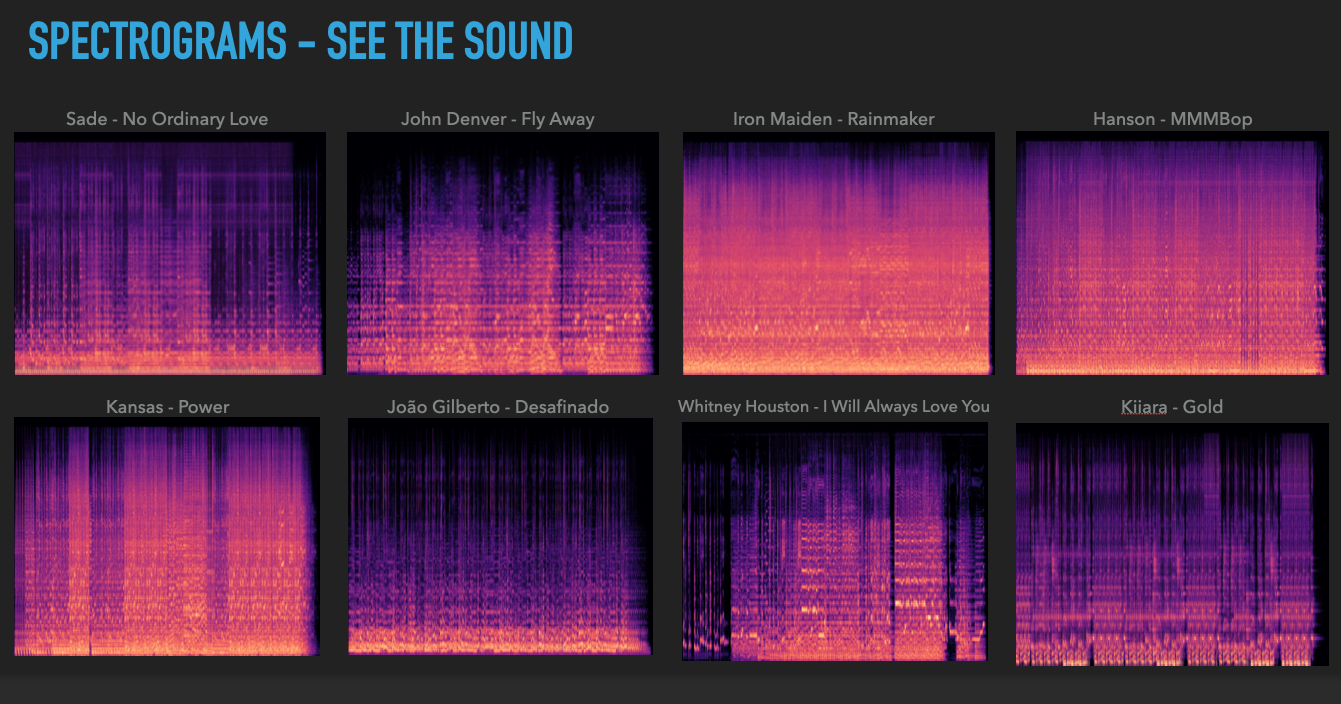 SPECTROGRAMS – SEE THE SOUND
Sade - No Ordinary Love
John Denver - Fly Away
Iron Maiden - Rainmaker
Hanson - MMMBop
Kansas - Power
João Gilberto - Desafinado
Whitney Houston - I Will Always Love You
Kiiara - Gold